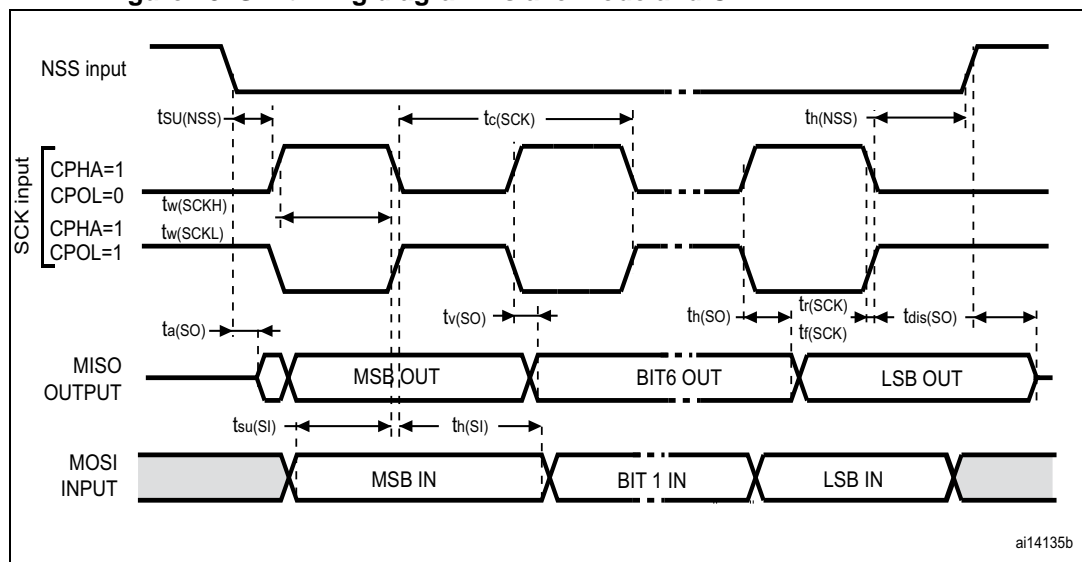 NSS input
tSU(NSS)
tc(SCK)
th(NSS)
SCK input
CPHA=1
CPOL=0
tw(SCKH)
CPHA=1
tw(SCKL)
CPOL=1
ta(SO)
tv(SO)
th(SO)
tr(SCK)
tf(SCK)
tdis(SO)
MISO
OUTPUT
MSB OUT
BIT6 OUT
LSB OUT
tsu(SI)
th(SI)
MOSI
INPUT
MSB IN
BIT 1 IN
LSB IN
ai14135b